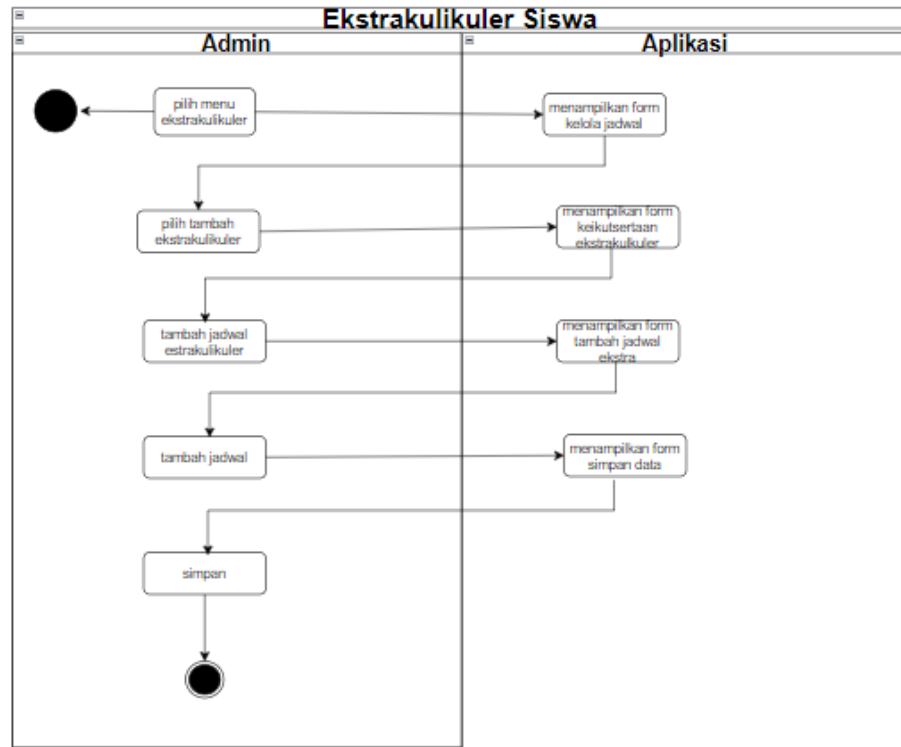 Ekstrakulikuler Siswa
Admin
Aplikasi
pilih menu
ekstrakulikuler
menampilkan form
kelola jadwal
pilih tambah
ekstrakulikuler
menampilkan form
keikutsertaan
ekstrakulkuler
tambah jadwal
estrakulikuler
menampilkan form
tambah jadwal
ekstra
tambah jadwal
menampilkan form
simpan data
simpan